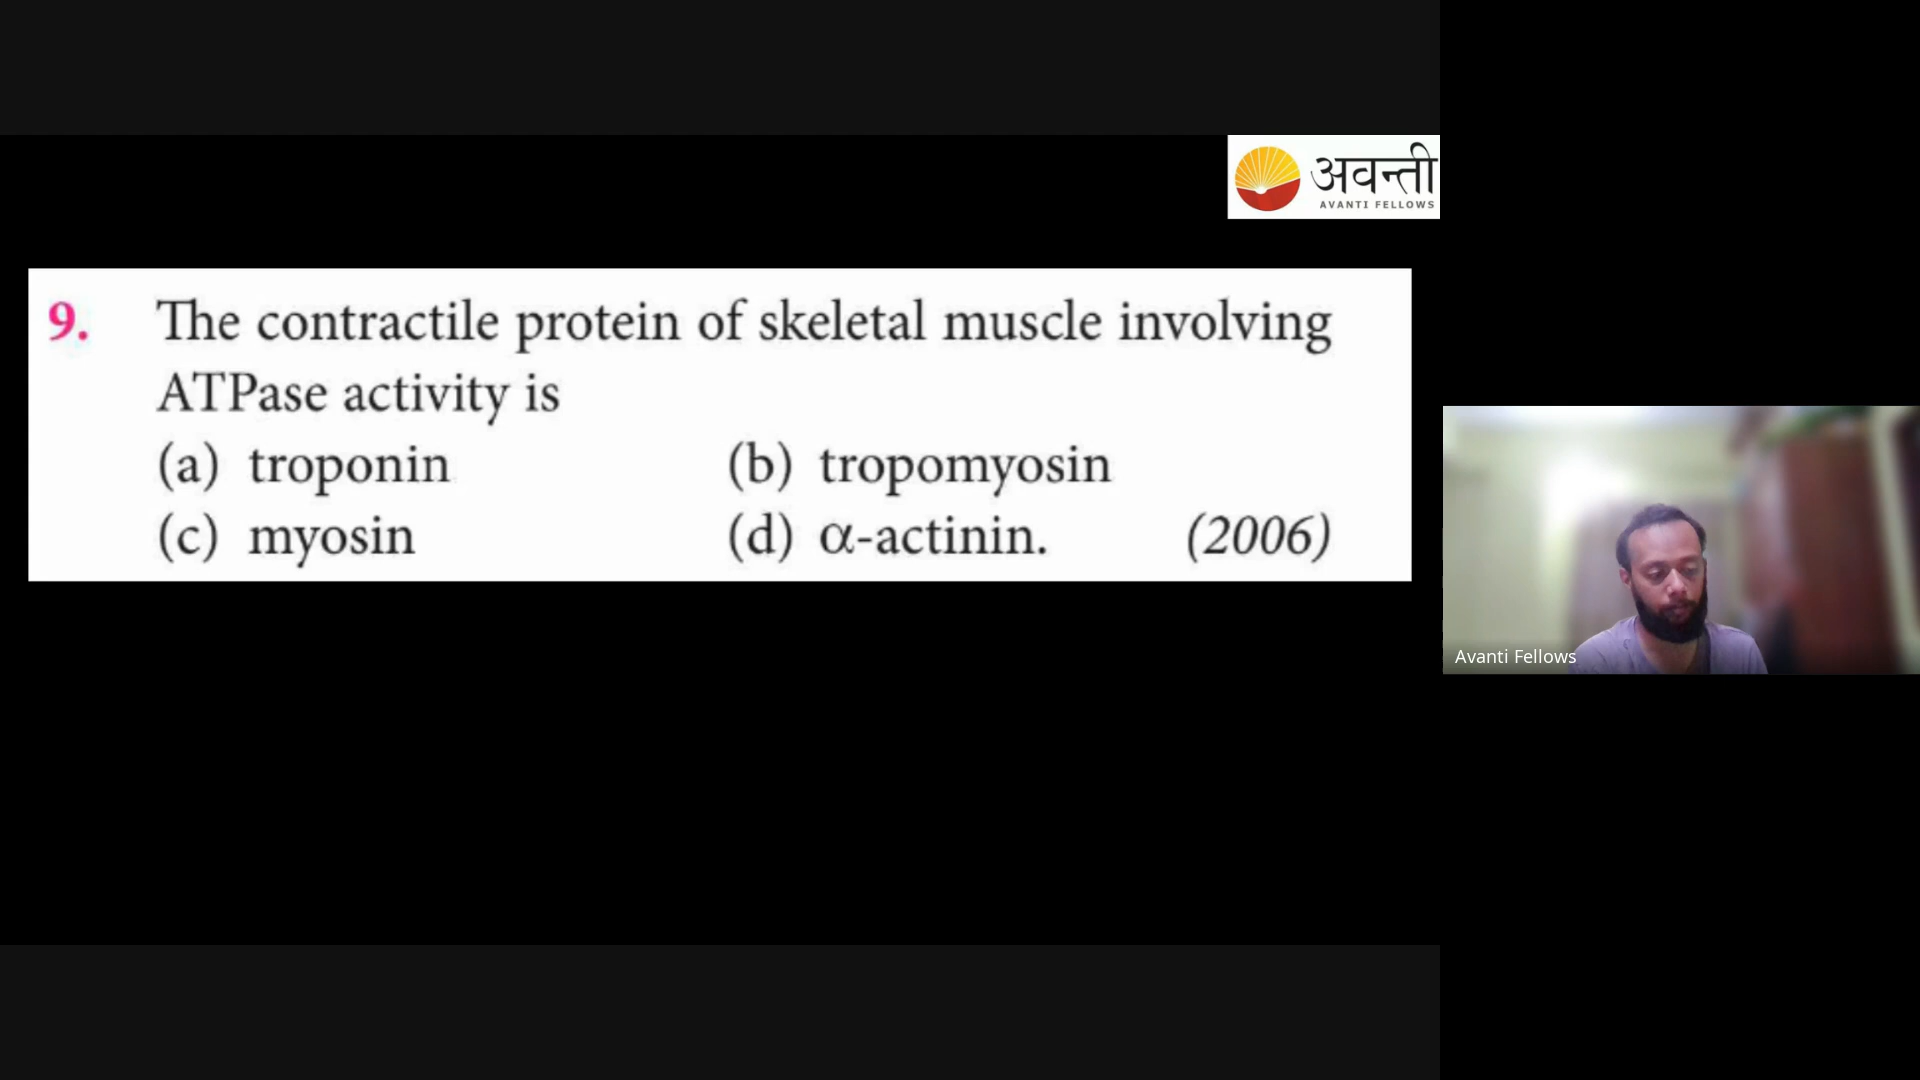 अवन्ती
AVANTI FELLOWS
9. The contractile protein of skeletal muscle involving
ATPase activity is
(a) troponin (b) tropomyosin
(c) myosin (d) α-actinin. (2006)
Avanti Fellows